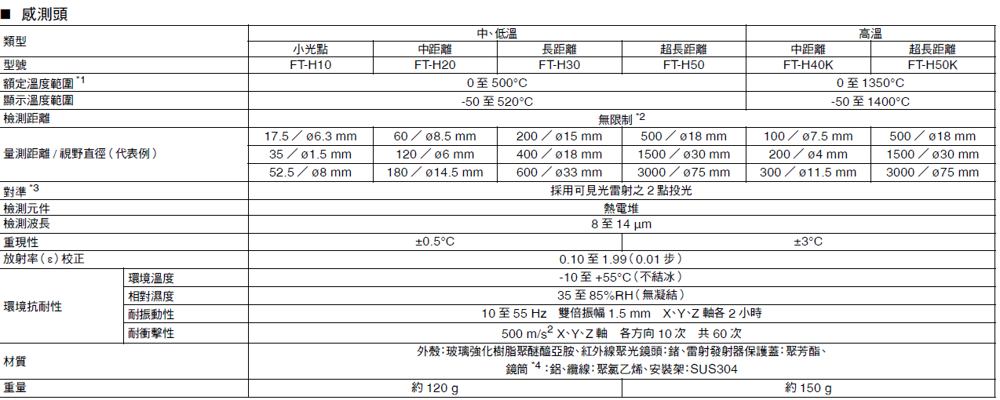 ■ 感測頭
類型 中、低溫 高溫
小光點 中距離 長距離 超長距離 中距離 超長距離
型號 FT-H10 FT-H20 FT-H30 FT-H50 FT-H40K FT-H50K
額定溫度範圍 *1 0 至 500°C 0 至 1350°C
顯示溫度範圍 -50 至 520°C -50 至 1400°C
檢測距離 無限制 *2
量測距離 / 視野直徑（代表例） 17.5 ／ ø6.3 mm 60 ／ ø8.5 mm 200 ／ ø15 mm 500 ／ ø18 mm 100 ／ ø7.5 mm 500 ／ ø18 mm
35 ／ ø1.5 mm 120 ／ ø6 mm 400 ／ ø18 mm 1500 ／ ø30 mm 200 ／ ø4 mm 1500 ／ ø30 mm
52.5 ／ ø8 mm 180 ／ ø14.5 mm 600 ／ ø33 mm 3000 ／ ø75 mm 300 ／ ø11.5 mm 3000 ／ ø75 mm
對準 *3 採用可見光雷射之 2 點投光
檢測元件 熱電堆
檢測波長 8 至 14 µm
重現性 ±0.5°C ±3°C
放射率（ε）校正 0.10 至 1.99（0.01 步）
環境抗耐性 環境溫度 -10 至 +55°C（不結冰）
相對濕度 35 至 85%RH（無凝結）
耐振動性 10 至 55 Hz 雙倍振幅 1.5 mm X、Y、Z 軸各 2 小時
耐衝擊性 500 m/s2 X、Y、Z 軸 各方向 10 次 共 60 次
材質 外殼：玻璃強化樹脂聚醚醯亞胺、紅外線聚光鏡頭：鍺、雷射發射器保護蓋：聚芳酯、
鏡筒 *4：鋁、纜線：聚氯乙烯、安裝架：SUS304
重量 約 120 g 約 150 g